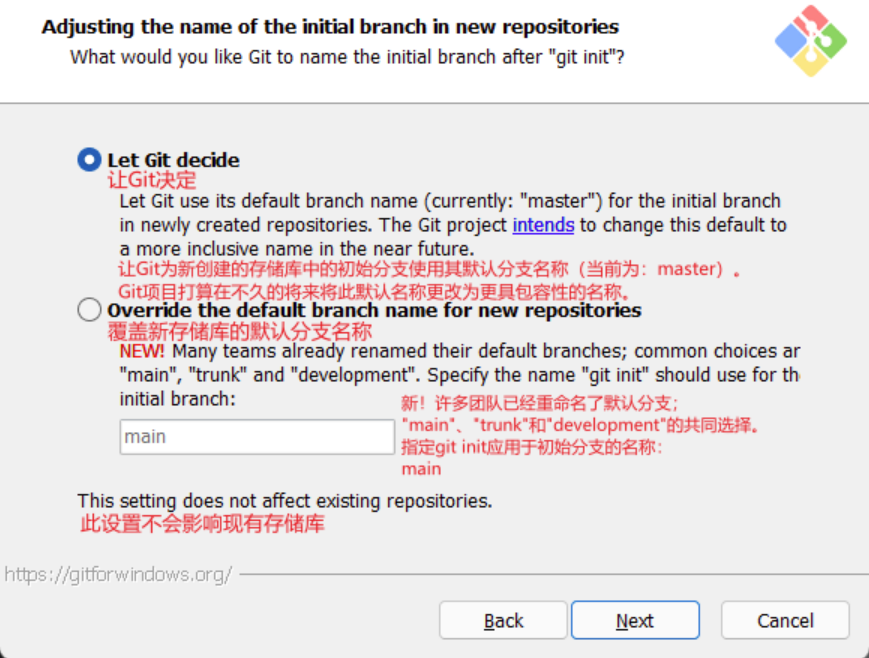 Adjusting the name of the initial branch in new repositories
What would you like Git to name the initial branch after "git init"?
Let Git decide
让Git决定
Let Git use its default branch name (currently: "master") for the initial branch
in newly created repositories. The Git project intends to change this default to
a more inclusive name in the near future.
让Git为新创建的存储库中的初始分支使用其默认分支名称（当前为：master）。
Git项目打算在不久的将来将此默认名称更改为更具包容性的名称。
Override the default branch name for new repositories
覆盖新存储库的默认分支名称
NEW! Many teams already renamed their default branches; common choices ar
"main", "trunk" and "development". Specify the name "git init" should use for th
initial branch:
新！许多团队已经重命名了默认分支；
"main"、"trunk"和"development"的共同选择。
指定git init应用于初始分支的名称：
main
main
This setting does not affect existing repositories.
此设置不会影响现有存储库
https://gitforwindows.org/
Back
Next
Cancel